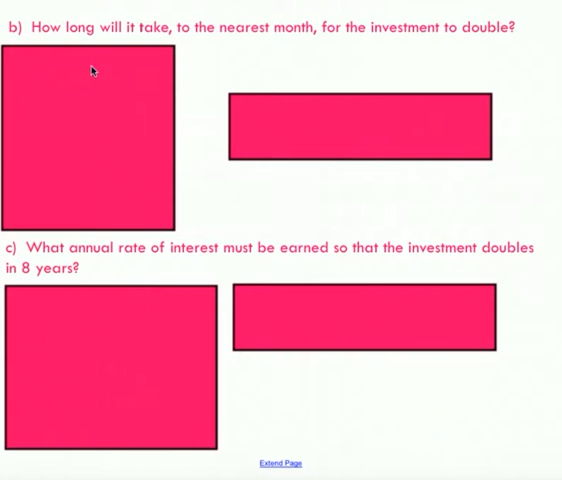 b) How long will it take, to the nearest month, for the investment to double?
c) What annual rate of interest must be earned so that the investment doubles
in 8 years?
Extend Page